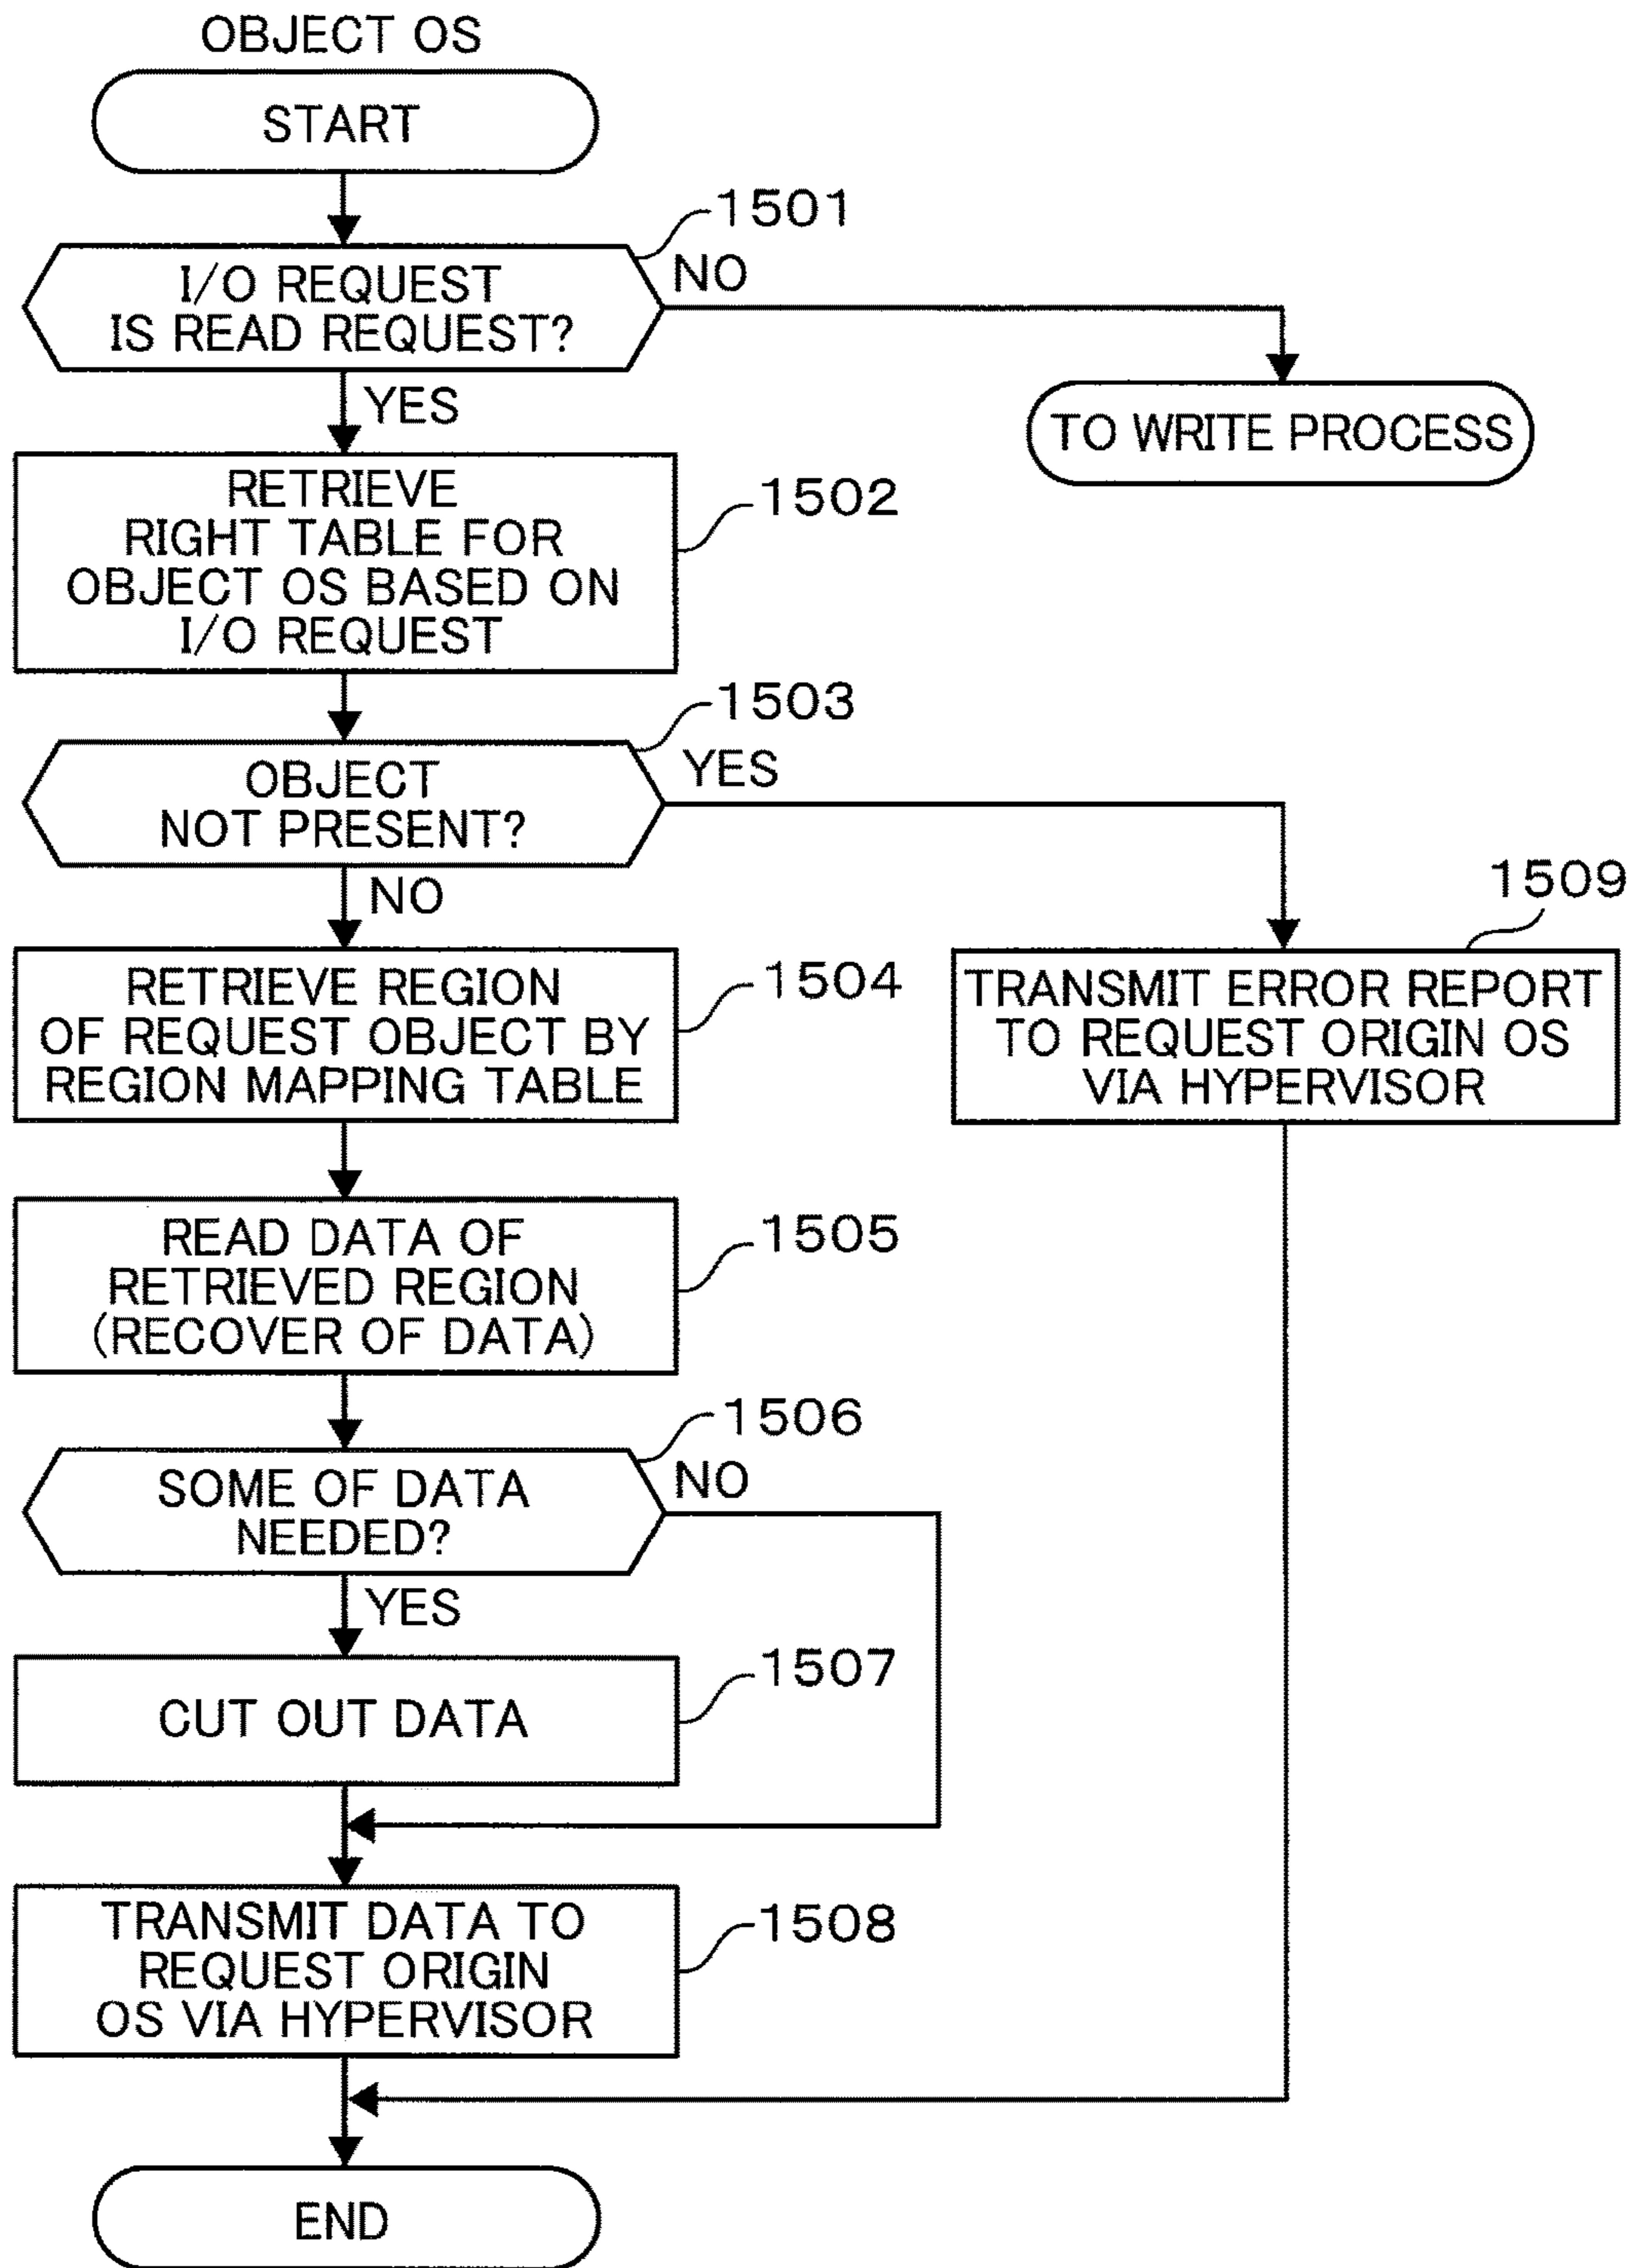 OBJECT OS
START
1501
I/O REQUEST
IS READ REQUEST?
NO
YES
TO WRITE PROCESS
RETRIEVE
RIGHT TABLE FOR
OBJECT OS BASED ON
I/O REQUEST
1502
1503
OBJECT
NOT PRESENT?
YES
NO
1509
RETRIEVE REGION
OF REQUEST OBJECT BY
REGION MAPPING TABLE
1504
TRANSMIT ERROR REPORT
TO REQUEST ORIGIN OS
VIA HYPERVISOR
READ DATA OF
RETRIEVED REGION
(RECOVER OF DATA)
1505
1506
SOME OF DATA
NEEDED?
NO
YES
CUT OUT DATA
1507
TRANSMIT DATA TO
REQUEST ORIGIN
OS VIA HYPERVISOR
1508
END